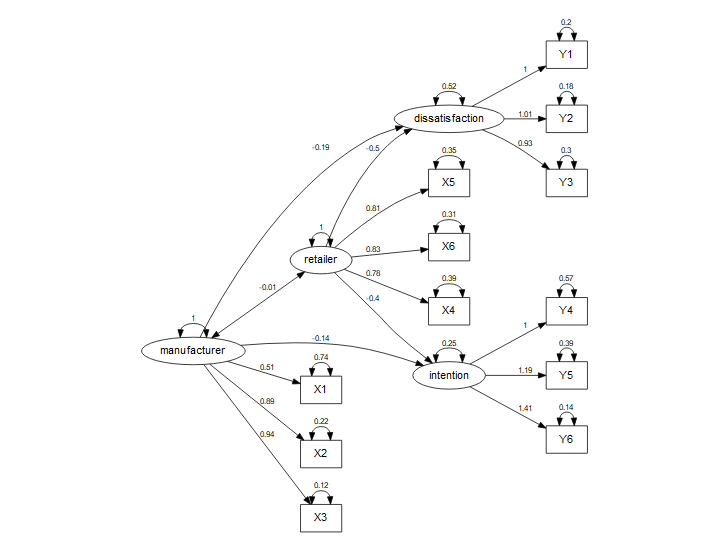 0.2
Y1
1
0.52
0.18
dissatisfaction
1.01
Y2
-0.19
-0.5
0.93
0.35
0.3
X5
Y3
0.81
1
0.31
retailer
0.83
X6
0.78
0.39
-0.01
-0.4
X4
0.57
1
Y4
1
manufacturer
-0.14
0.74
0.25
0.39
0.51
X1
intention
1.19
Y5
0.89
0.22
1.41
0.14
0.94
X2
Y6
0.12
X3